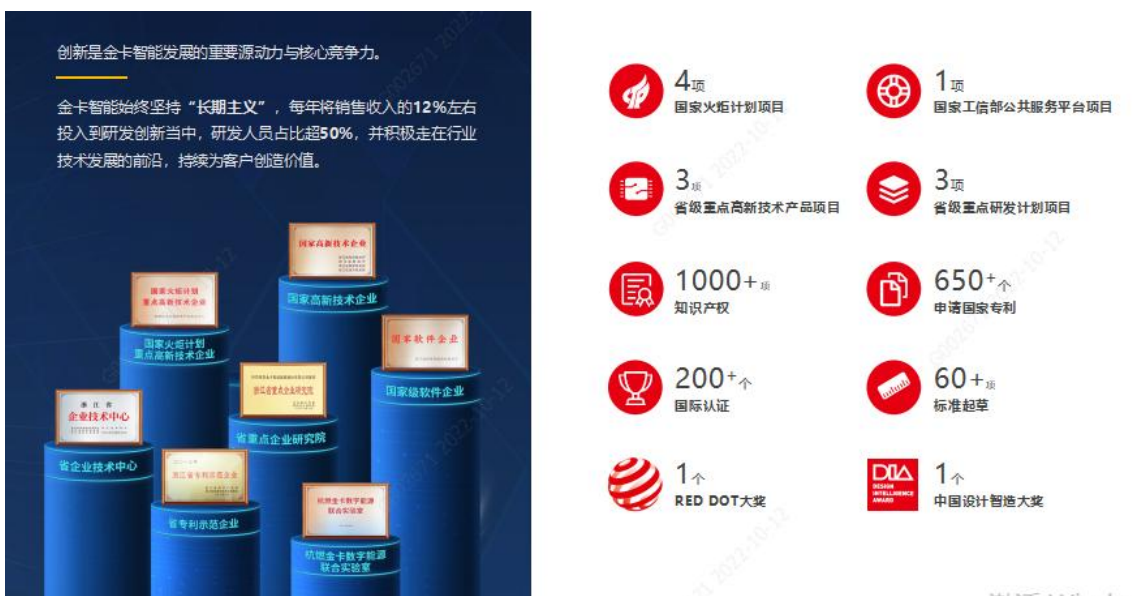 创新是金卡智能发展的重要源动力与核心竞争力。
金卡智能始终坚持“长期主义”，每年将销售收入的12%左右
投入到研发创新当中，研发人员占比超50%，并积极走在行业
技术发展的前沿，持续为客户创造价值。
国家高新技术企业
国家高新技术企业
国家火炬计划
重点高新技术企业
国家火炬计划
重点高新技术企业
国家软件企业
国家级软件企业
浙江省重点企业研究院
省重点企业研究院
浙江省
企业技术中心
省企业技术中心
浙江省专利示范企业
省专利示范企业
杭燃金卡数字能源
联合实验室
杭燃金卡数字能源
联合实验室
4项
国家火炬计划项目
1项
国家工信部公共服务平台项目
3项
省级重点高新技术产品项目
3项
省级重点研发计划项目
1000+项
知识产权
650+个
申请国家专利
200+个
国际认证
60+项
标准起草
1个
RED DOT大奖
DIA
DESIGN
INTELLIGENCE
AWARD
1个
中国设计智造大奖
G002671 2022-10-12